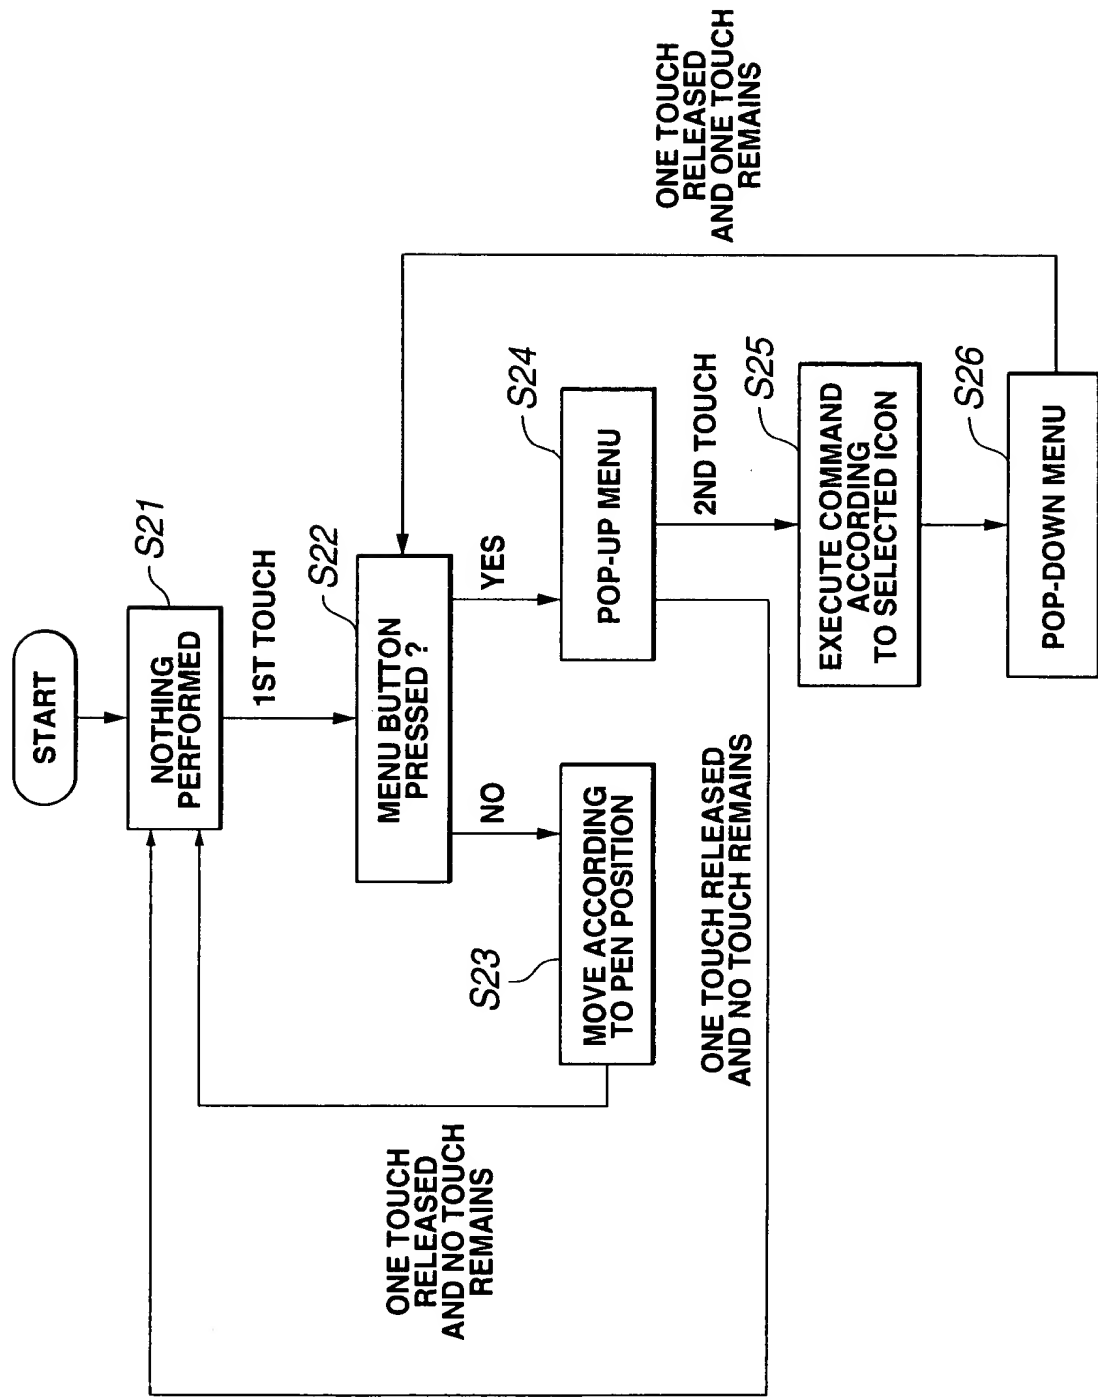 START
S21
NOTHING
PERFORMED
1ST TOUCH
S22
MENU BUTTON
PRESSED ?
NO
YES
S23
MOVE ACCORDING
TO PEN POSITION
S24
POP-UP MENU
ONE TOUCH
RELEASED
AND NO TOUCH
REMAINS
ONE TOUCH RELEASED
AND NO TOUCH REMAINS
2ND TOUCH
S25
EXECUTE COMMAND
ACCORDING
TO SELECTED ICON
S26
POP-DOWN MENU
ONE TOUCH
RELEASED
AND ONE TOUCH
REMAINS